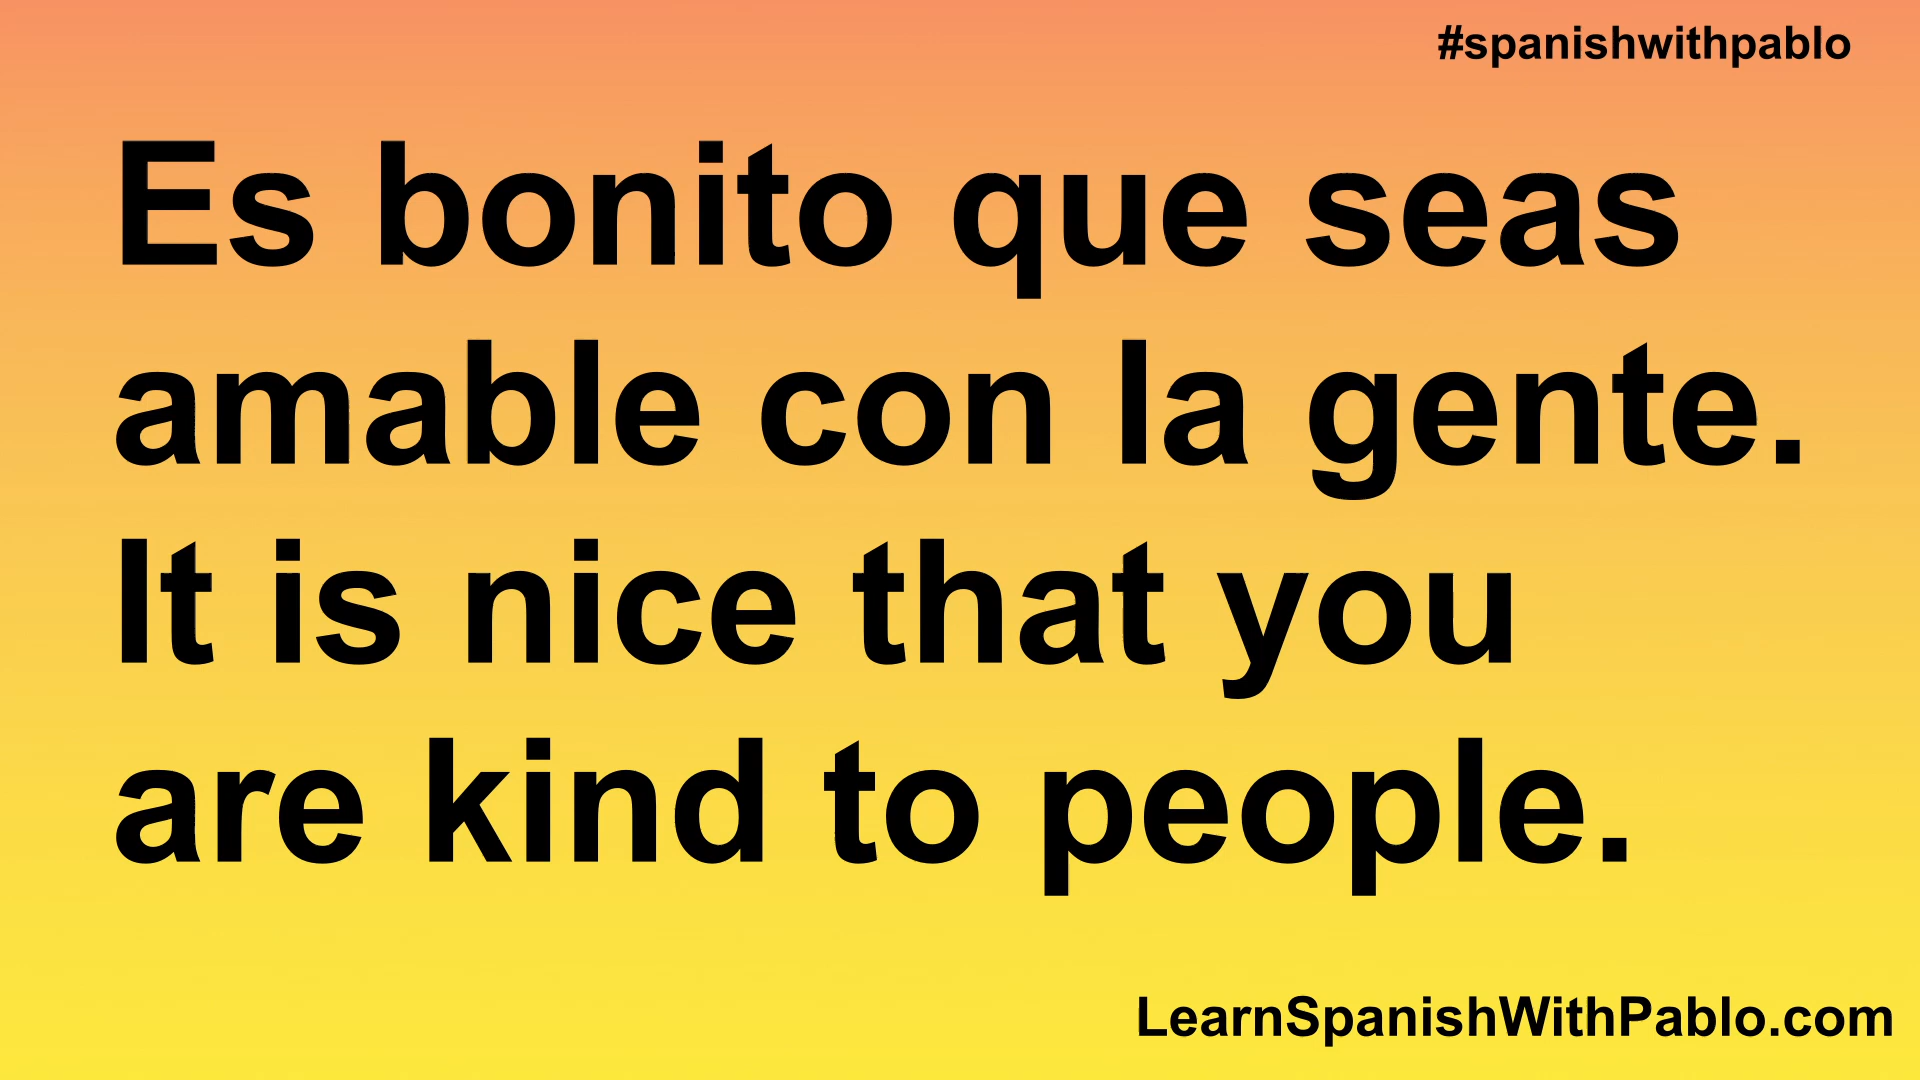 #spanishwithpablo
Es bonito que seas
amable con la gente.
It is nice that you
are kind to people.
LearnSpanishWithPablo.com